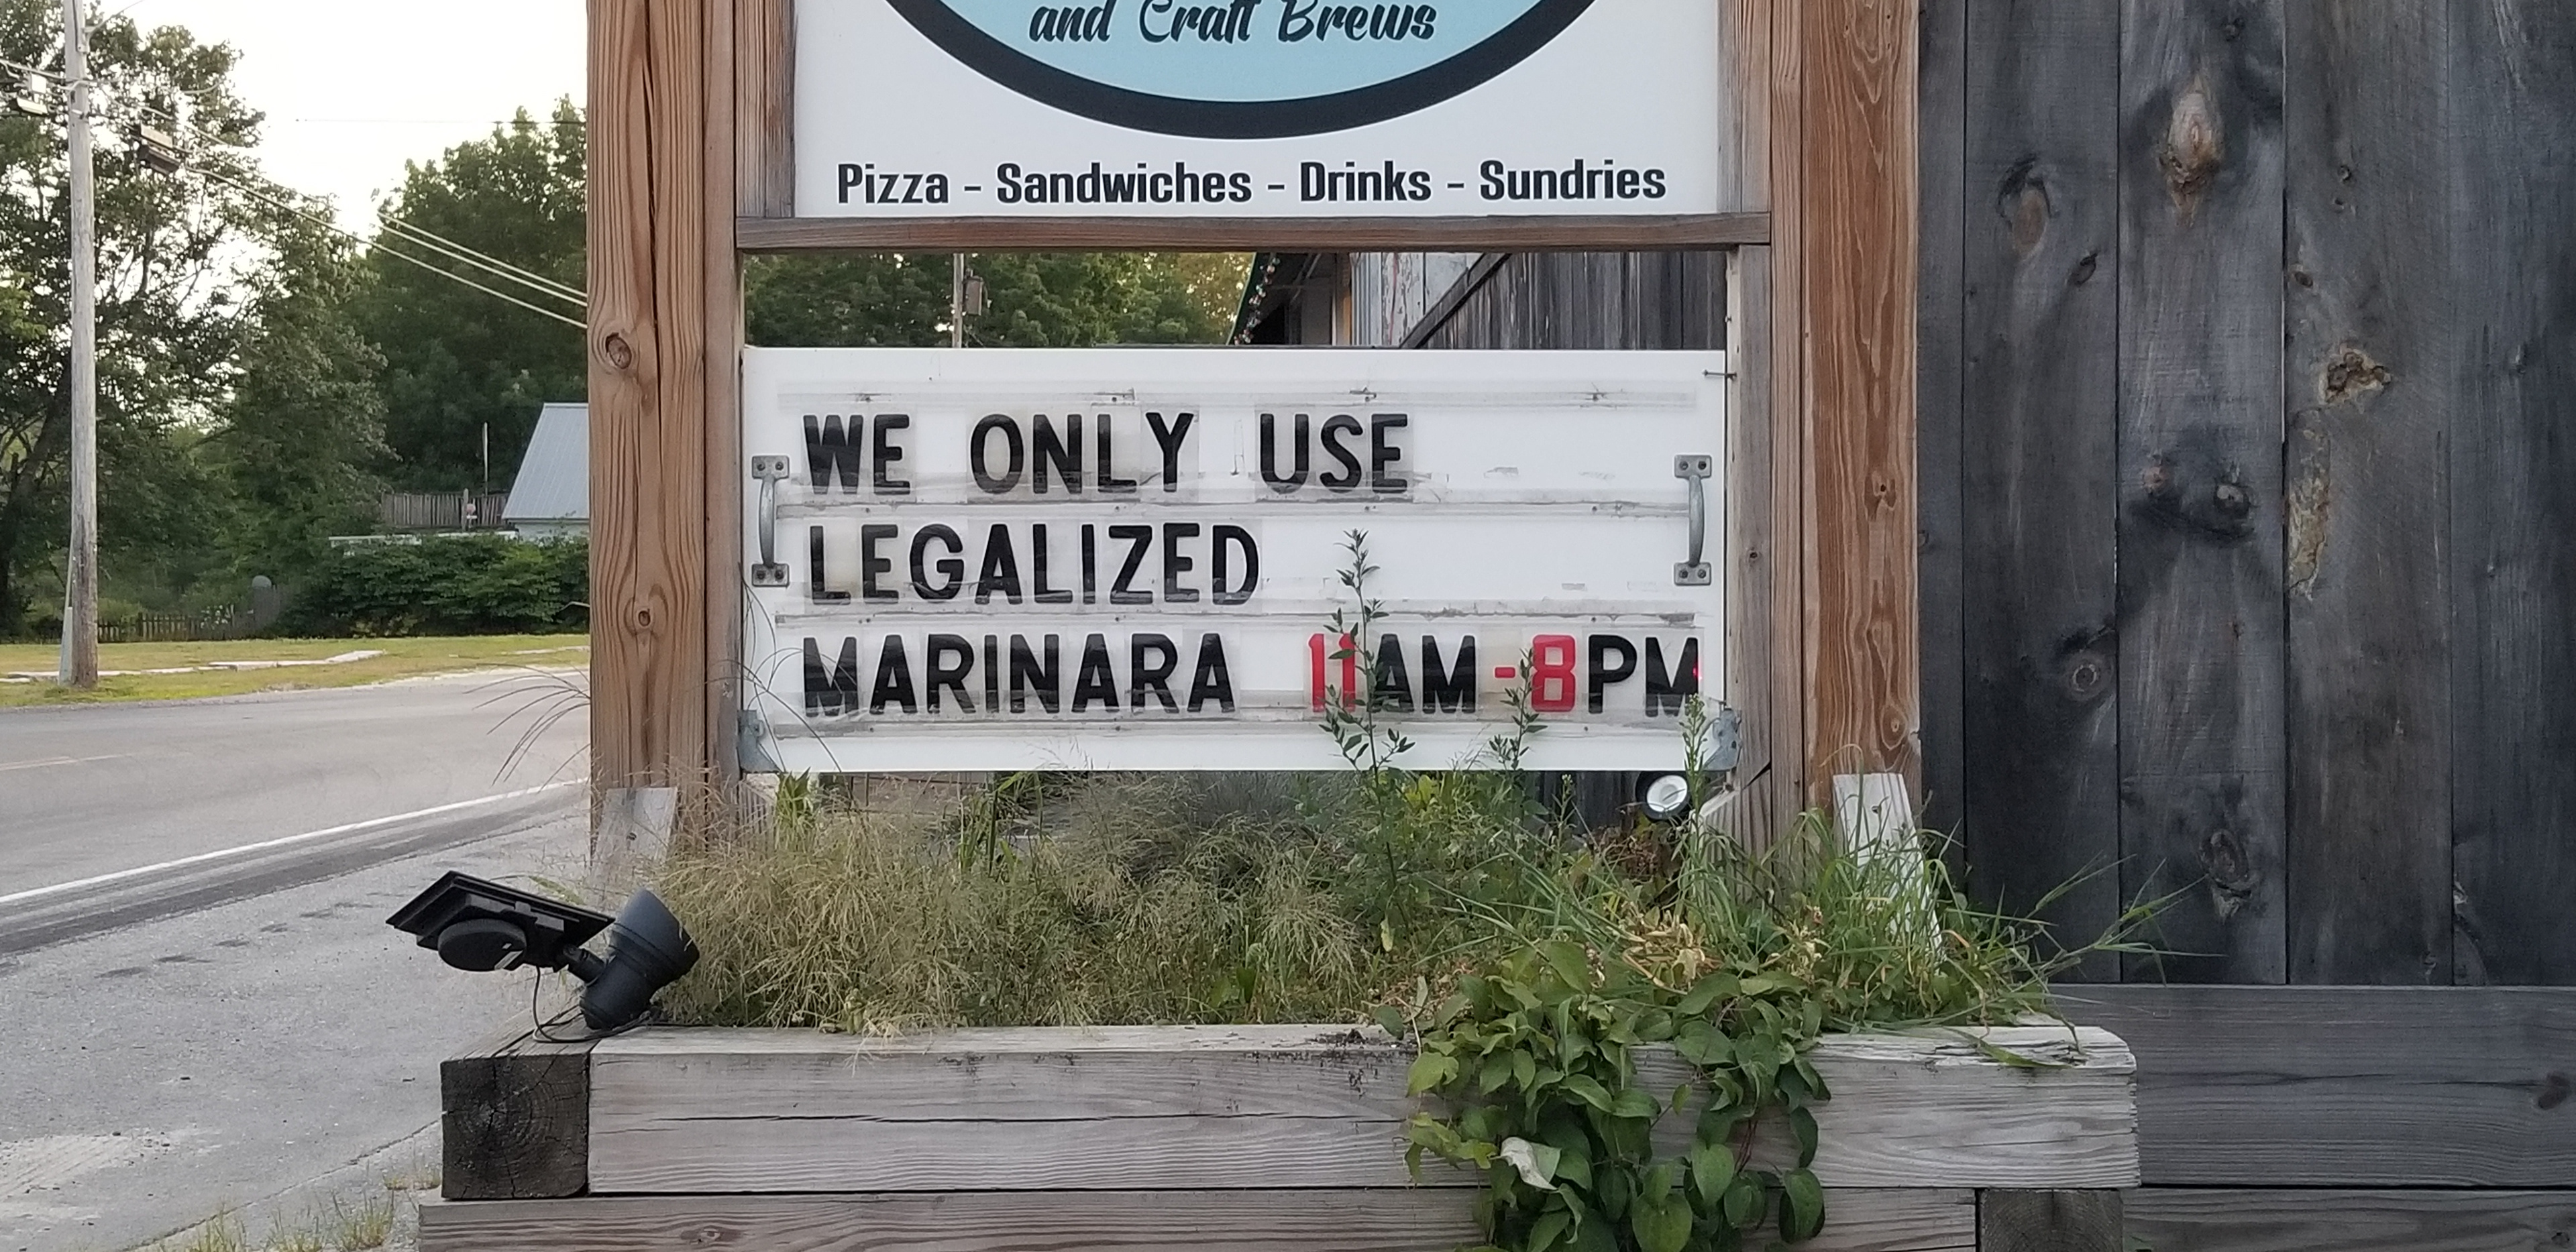 and Craft Brews
Pizza - Sandwiches - Drinks - Sundries
WE ONLY USE
LEGALIZED
MARINARA 11AM-8PM